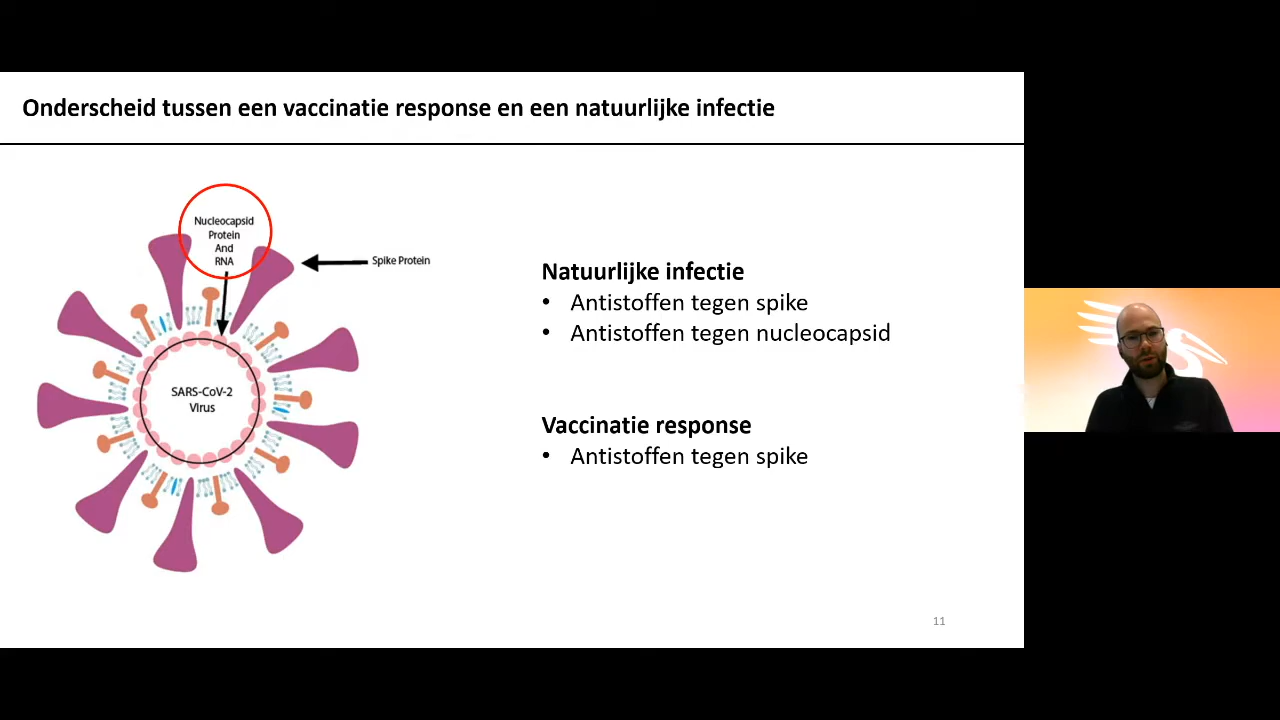 Onderscheid tussen een vaccinatie response en een natuurlijke infectie
Nucleocapsid
Protein
And
RNA
Spike Protein
SARS-CoV-2
Virus
Natuurlijke infectie
• Antistoffen tegen spike
• Antistoffen tegen nucleocapsid
Vaccinatie response
• Antistoffen tegen spike
11